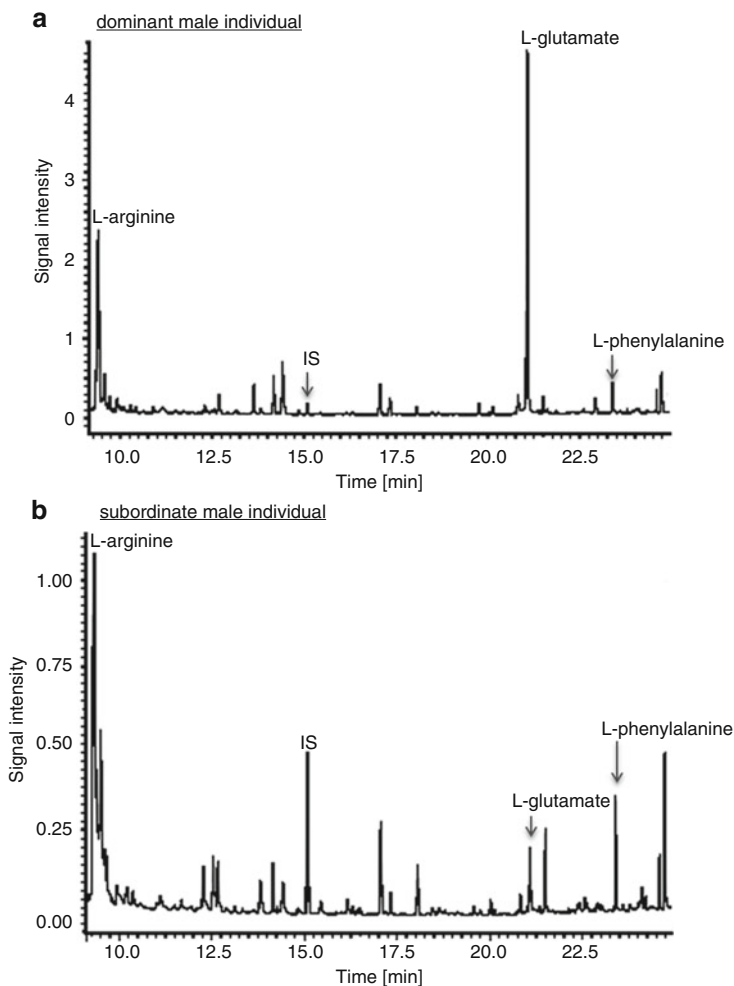 a dominant male individual
L-glutamate
4
3
L-arginine
2
Signal intensity
L-phenylalanine
1
IS
0
10.0 12.5 15.0 17.5 20.0 22.5
Time [min]
b subordinate male individual
L-arginine
1.00
0.75
Signal intensity
L-phenylalanine
0.50
IS
L-glutamate
0.25
0.00
10.0 12.5 15.0 17.5 20.0 22.5
Time [min]